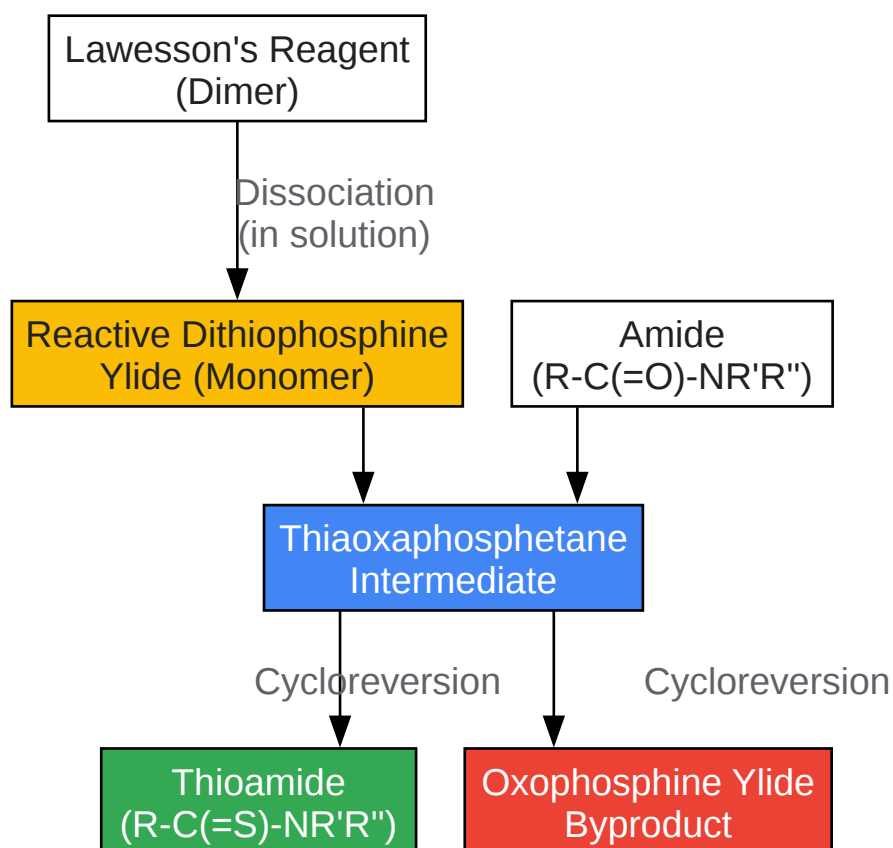 Lawesson's Reagent
(Dimer)
Dissociation
(in solution)
Reactive Dithiophosphine
Ylide (Monomer)
Amide
(R-C(=O)-NR'R")
Thiaoxaphosphetane
Intermediate
Cycloreversion
Cycloreversion
Thioamide
(R-C(=S)-NR'R")
Oxophosphine Ylide
Byproduct